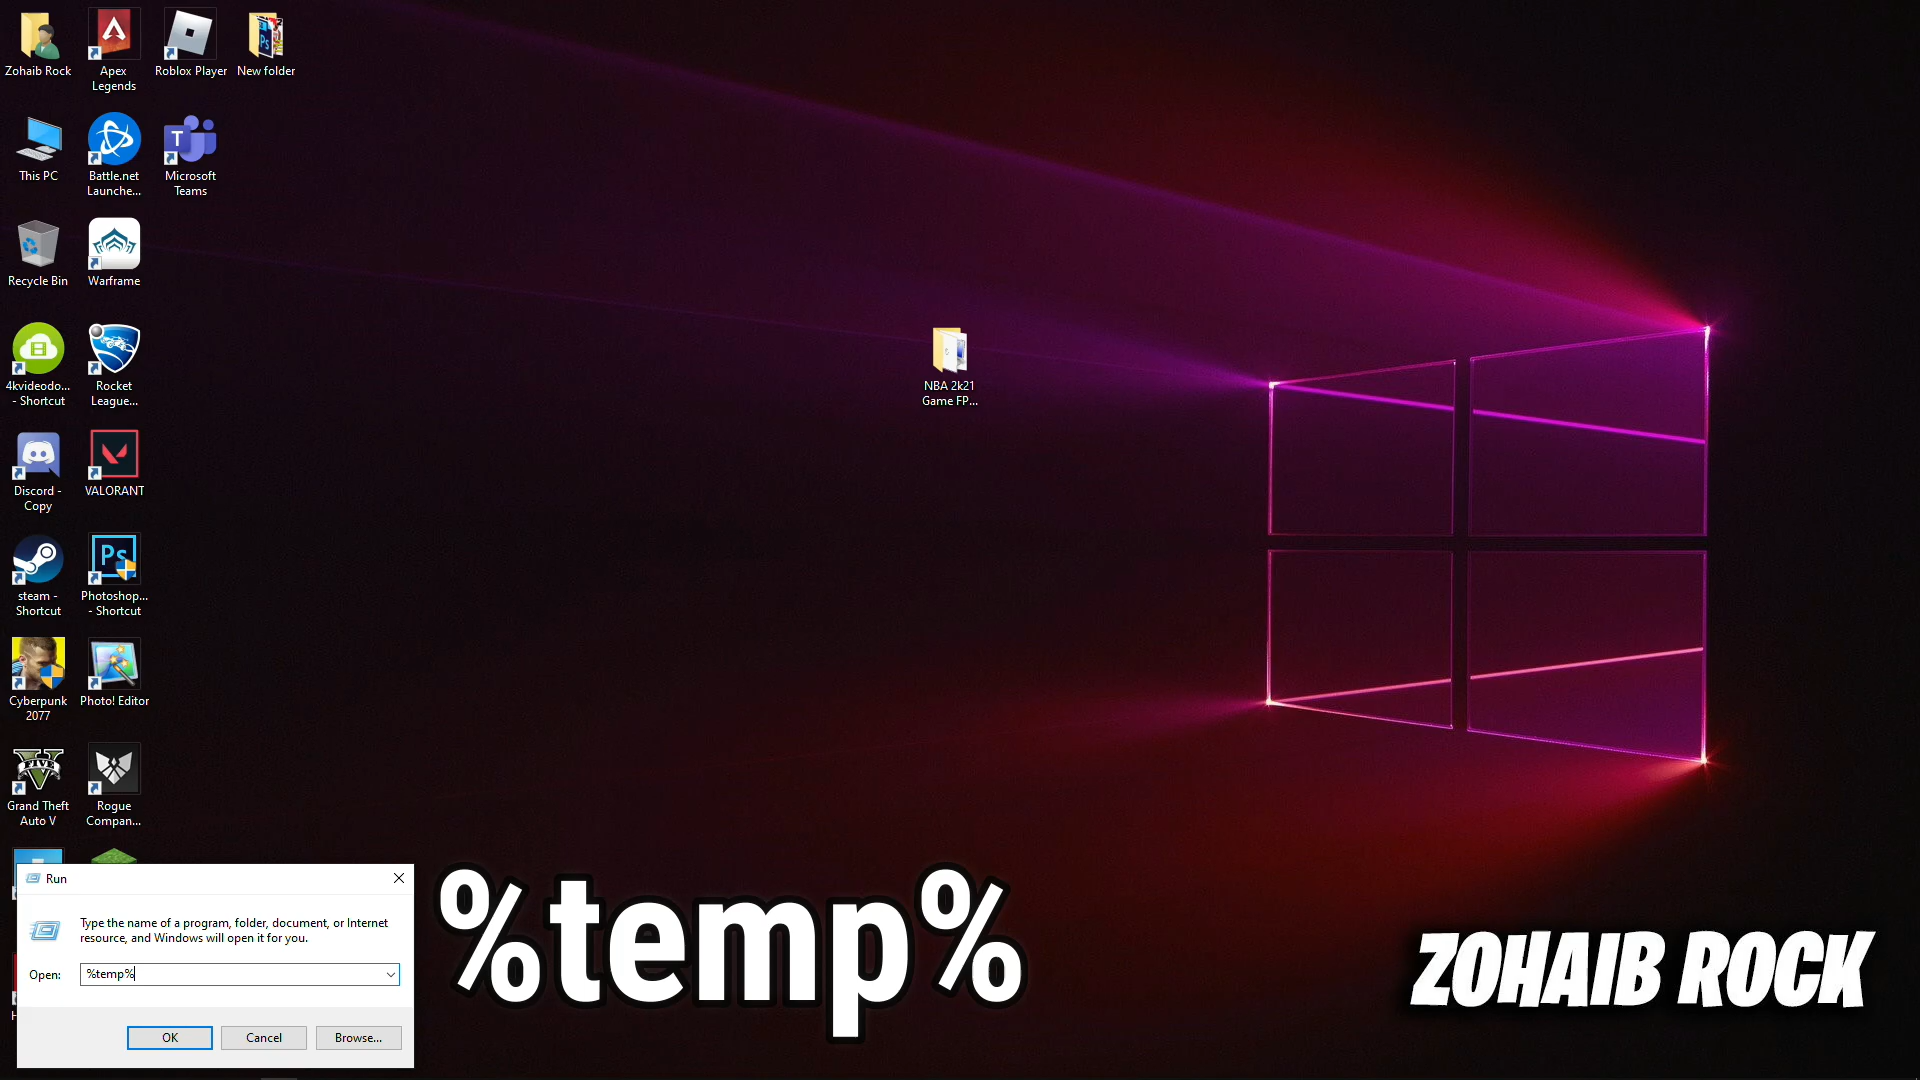 Zohaib Rock
Apex
Legends
Roblox Player
New folder
This PC
Battle.net
Launche...
Microsoft
Teams
Recycle Bin
Warframe
4kvideodo...
- Shortcut
Rocket
League...
NBA 2k21
Game FP...
Discord -
Copy
VALORANT
steam -
Shortcut
Ps
Photoshop...
- Shortcut
Cyberpunk
2077
Photo! Editor
Grand Theft
Auto V
Rogue
Compan...
Run
Type the name of a program, folder, document, or Internet
resource, and Windows will open it for you.
Open:
%temp%
OK
Cancel
Browse...
%temp%
ZOHAIB ROCK